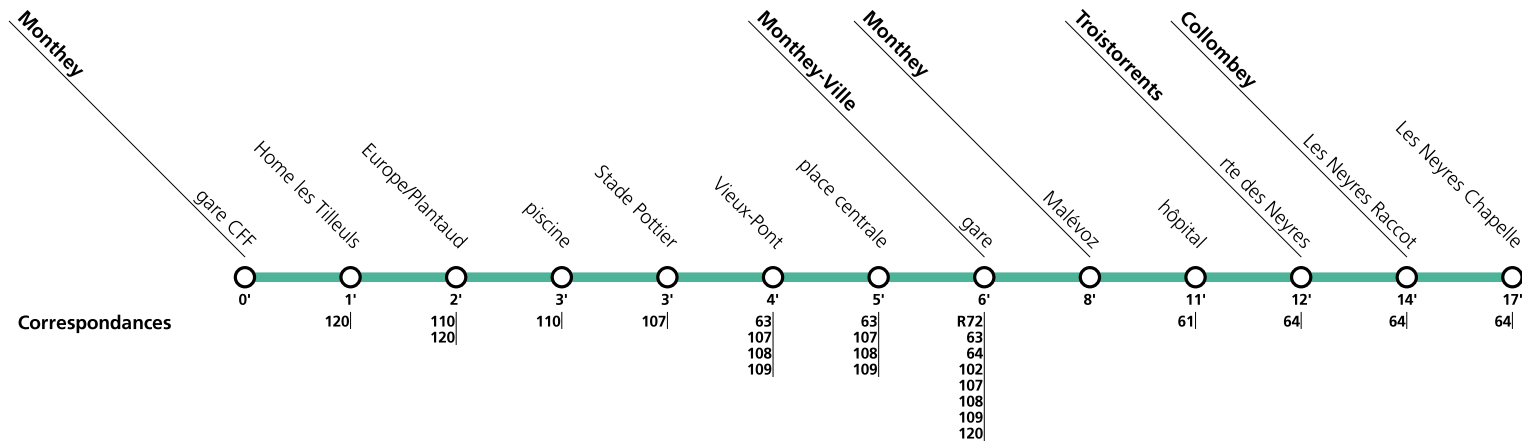 Monthey
gare CFF
Home les Tilleuls
Europe/Plantaud
piscine
Stade Pottier
Vieux-Pont
place centrale
Monthey-Ville
gare
Monthey
Malévoz
hôpital
Troistorrents
rte des Neyres
Collombey
Les Neyres Raccot
Les Neyres Chapelle
0' 1' 2' 3' 3' 4' 5' 6' 8' 11' 12' 14' 17'
Correspondances 120 110 110 107 63 63 R72 61 64 64 64
120 107 107 63
108 108 64
109 109 102
107
108
109
120